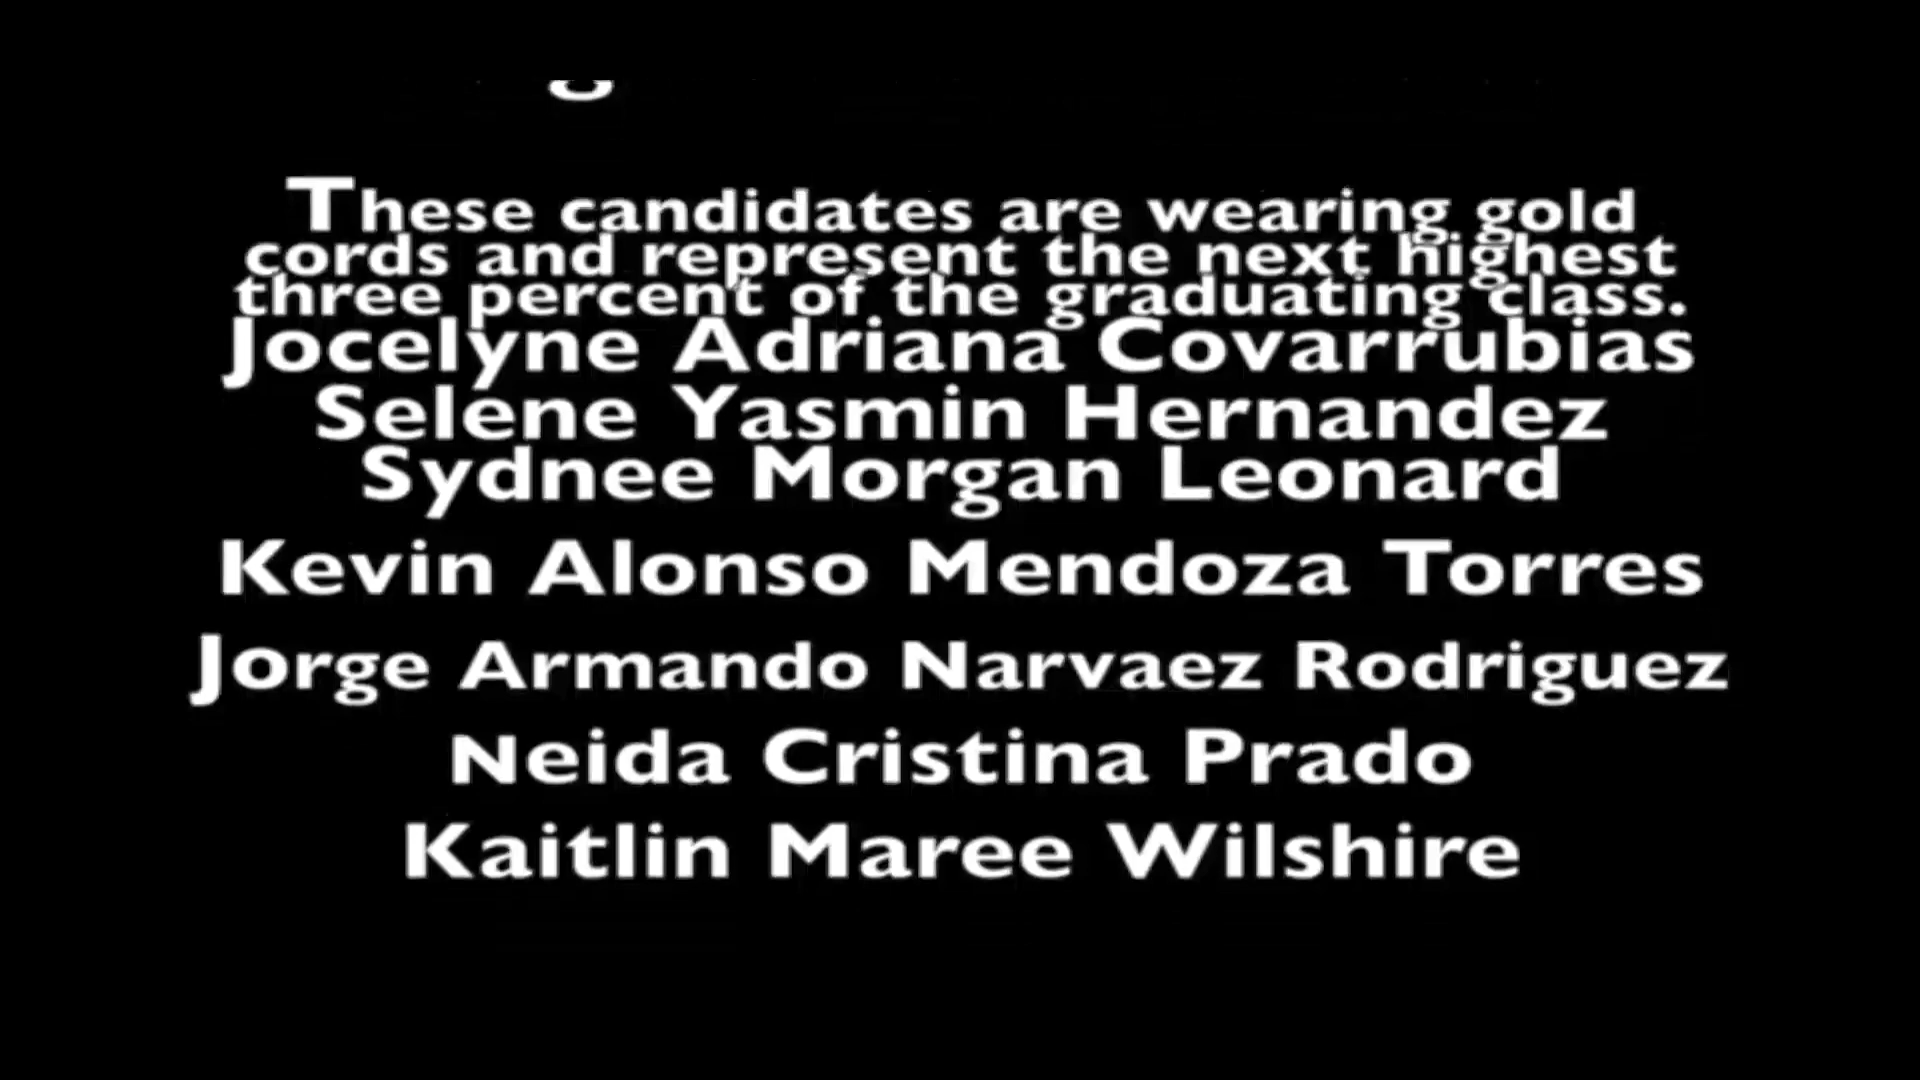 These candidates are wearing gold
cords and represent the next highest
three percent of the graduating class.
Jocelyne Adriana Covarrubias
Selene Yasmin Hernandez
Sydnee Morgan Leonard
Kevin Alonso Mendoza Torres
Jorge Armando Narvaez Rodriguez
Neida Cristina Prado
Kaitlin Maree Wilshire